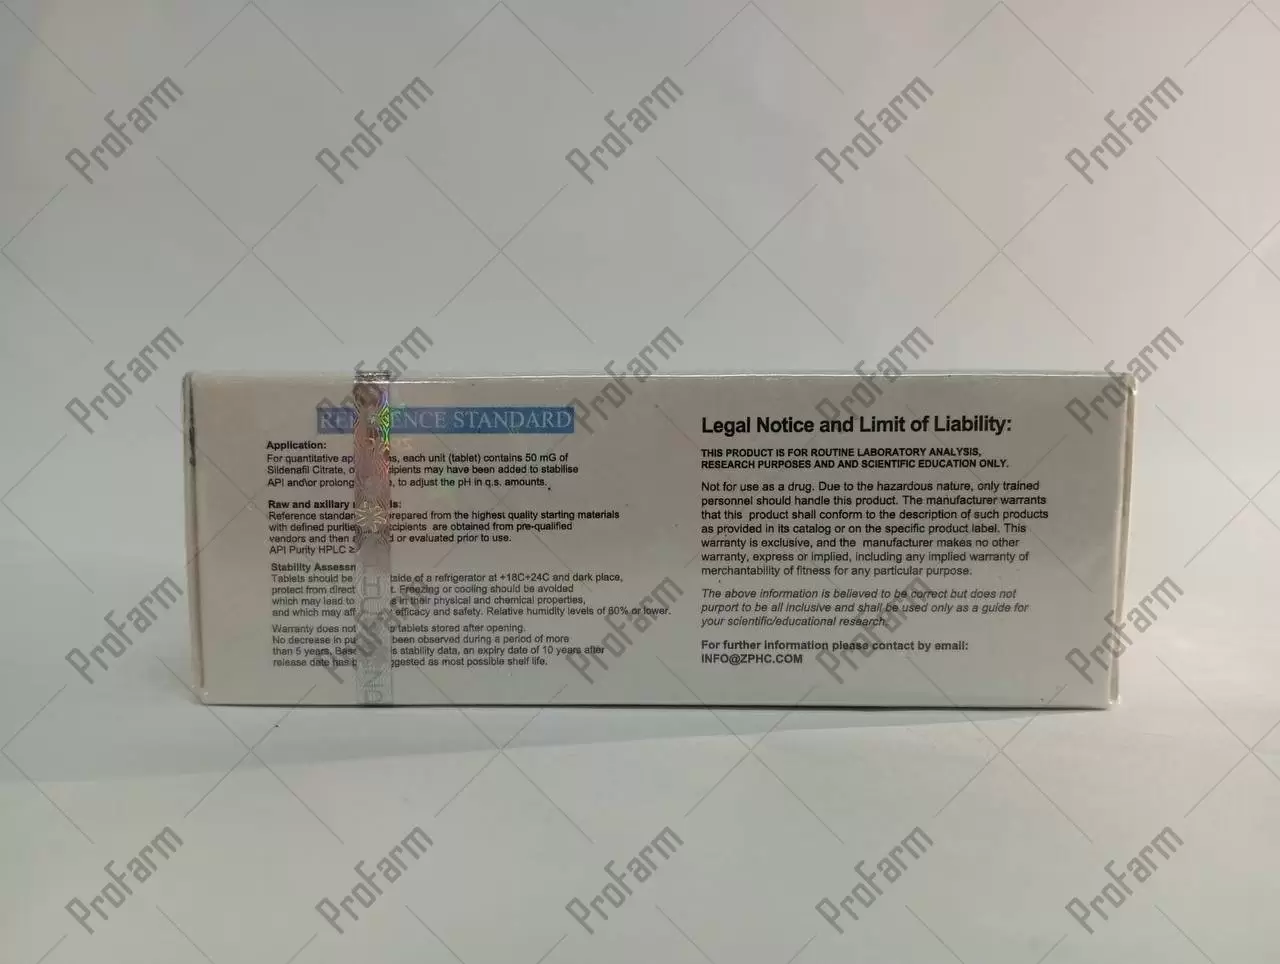 REFERENCE STANDARD
Application:
For quantitative ap s, each unit (tablet) contains 50 mG of
Sildenafil Citrate, o cipients may have been added to stabilise
API and\or prolong , to adjust the pH in q.s. amounts.
Raw and axillary ls:
Reference standar repared from the highest quality starting materials
with defined puritie cipients are obtained from pre-qualified
vendors and then d or evaluated prior to use.
API Purity HPLC ≥
Stability Assessm
Tablets should be side of a refrigerator at +18C+24C and dark place,
protect from direct t. Freezing or cooling should be avoided
which may lead to s in their physical and chemical properties,
and which may aff efficacy and safety. Relative humidity levels of 60% or lower.
Warranty does not tablets stored after opening.
No decrease in pu been observed during a period of more
than 5 years. Base s stability data, an expiry date of 10 years after
release date has b ggested as most possible shelf life.
Legal Notice and Limit of Liability:
THIS PRODUCT IS FOR ROUTINE LABORATORY ANALYSIS,
RESEARCH PURPOSES AND AND SCIENTIFIC EDUCATION ONLY.
Not for use as a drug. Due to the hazardous nature, only trained
personnel should handle this product. The manufacturer warrants
that this product shall conform to the description of such products
as provided in its catalog or on the specific product label. This
warranty is exclusive, and the manufacturer makes no other
warranty, express or implied, including any implied warranty of
merchantability of fitness for any particular purpose.
The above information is believed to be correct but does not
purport to be all inclusive and shall be used only as a guide for
your scientific/educational research.
For further information please contact by email:
INFO@ZPHC.COM
ProFarm